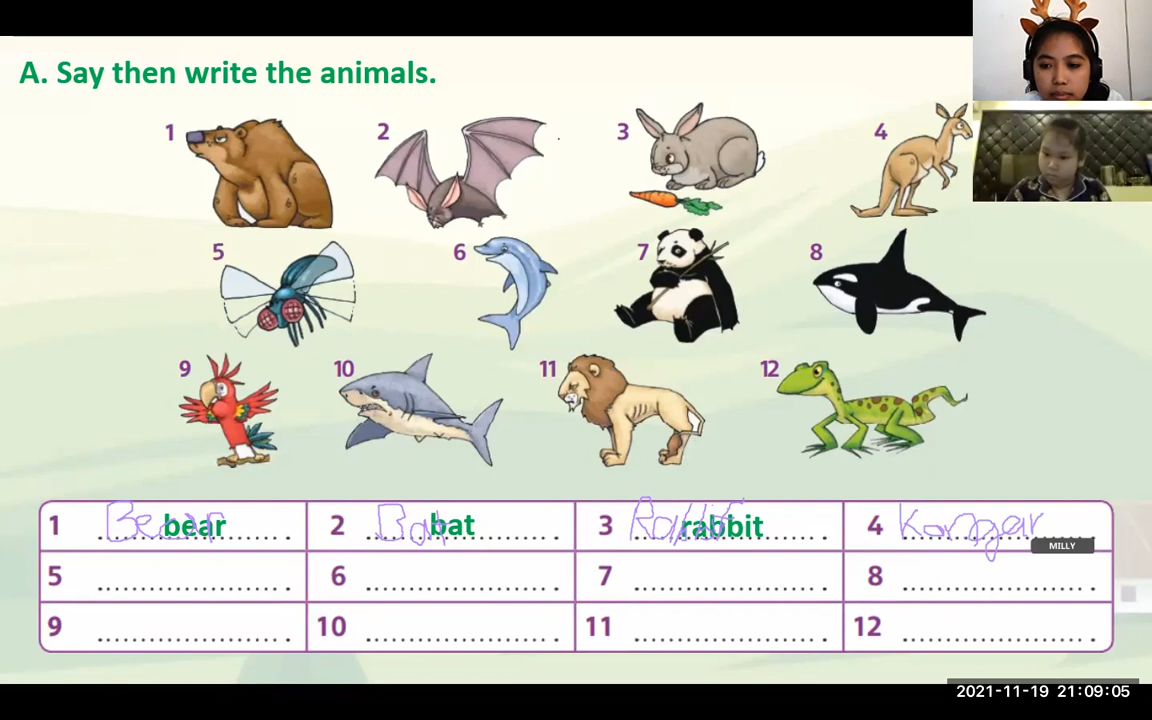 A. Say then write the animals.
1 2 3 4
5 6 7 8
9 10 11 12
1 Bear bear 2 Bat bat 3 Rabbit rabbit 4 Kongar
MILLY
5 6 7 8
9 10 11 12
2021-11-19 21:09:05